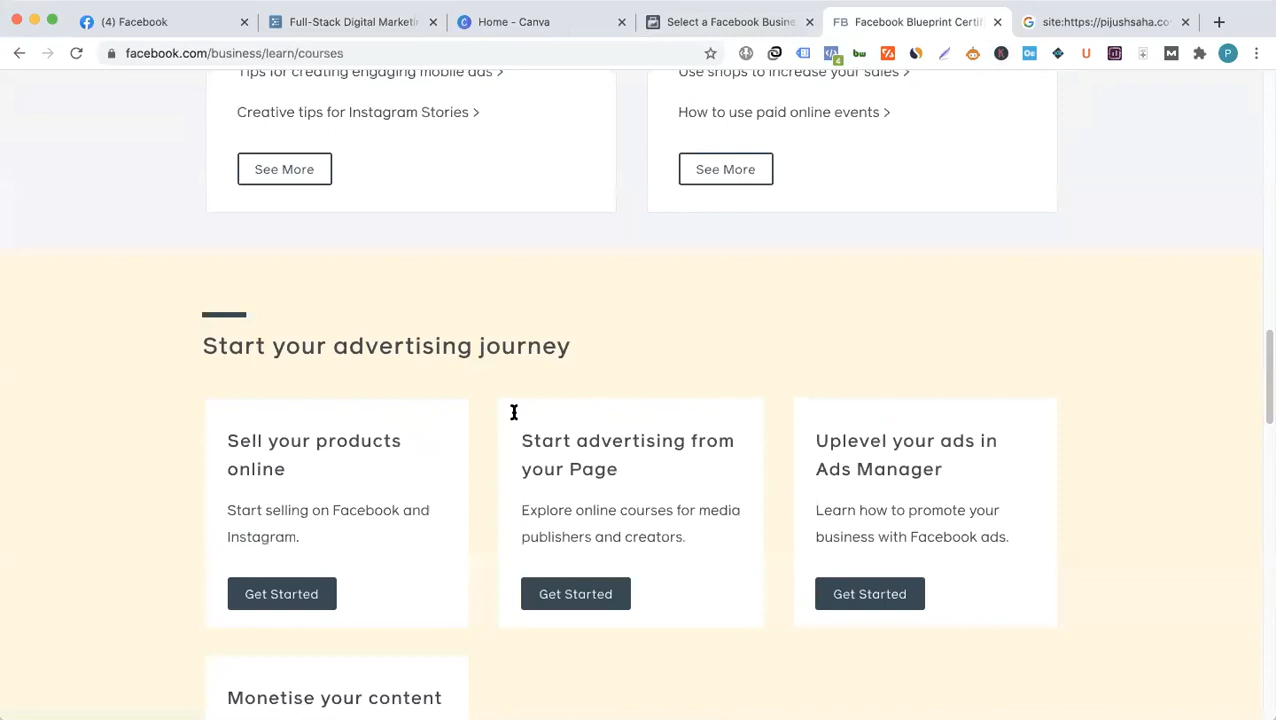 (4) Facebook
Full-Stack Digital Marketin
Home - Canva
Select a Facebook Busine
FB Facebook Blueprint Certif
site:https://pijushsaha.co
facebook.com/business/learn/courses
4
P
Tips for creating engaging mobile ads >
Use shops to increase your sales >
Creative tips for Instagram Stories >
How to use paid online events >
See More
See More
Start your advertising journey
Sell your products
online
Start selling on Facebook and
Instagram.
Get Started
Start advertising from
your Page
Explore online courses for media
publishers and creators.
Get Started
Uplevel your ads in
Ads Manager
Learn how to promote your
business with Facebook ads.
Get Started
Monetise your content